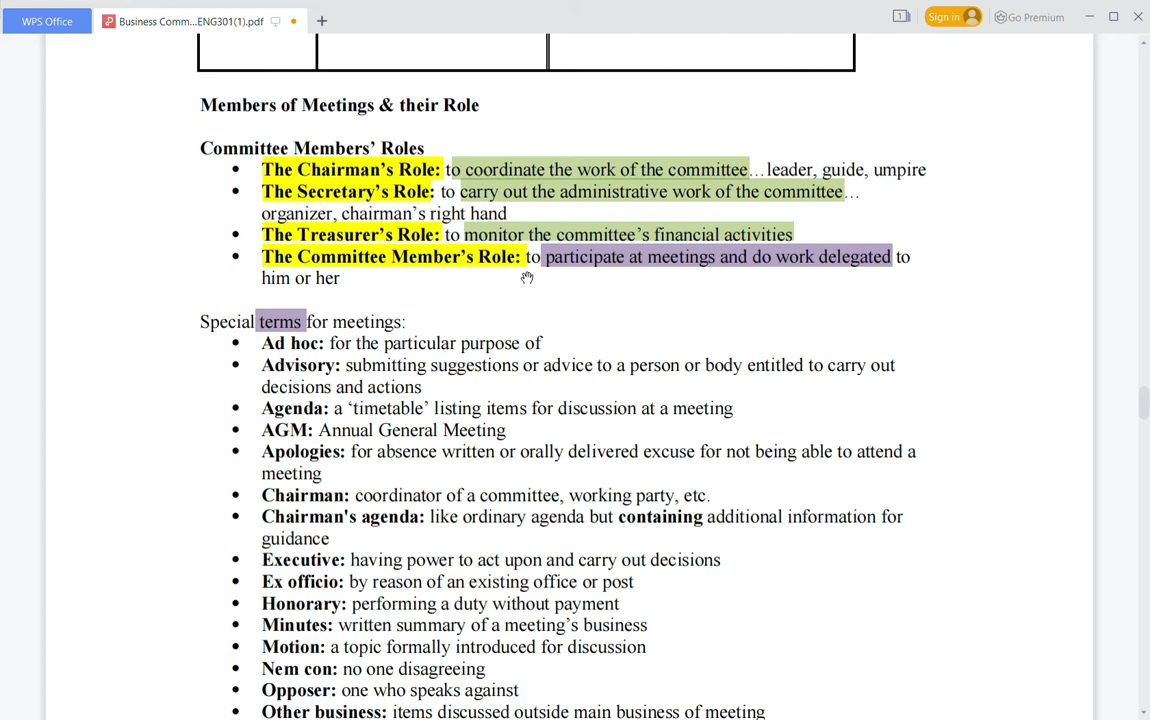 WPS Office
Business Comm...ENG301(1).pdf
1
Sign in
Go Premium
Members of Meetings & their Role
Committee Members’ Roles
• The Chairman’s Role: to coordinate the work of the committee…leader, guide, umpire
• The Secretary’s Role: to carry out the administrative work of the committee…
organizer, chairman’s right hand
• The Treasurer’s Role: to monitor the committee’s financial activities
• The Committee Member’s Role: to participate at meetings and do work delegated to
him or her
Special terms for meetings:
• Ad hoc: for the particular purpose of
• Advisory: submitting suggestions or advice to a person or body entitled to carry out
decisions and actions
• Agenda: a ‘timetable’ listing items for discussion at a meeting
• AGM: Annual General Meeting
• Apologies: for absence written or orally delivered excuse for not being able to attend a
meeting
• Chairman: coordinator of a committee, working party, etc.
• Chairman's agenda: like ordinary agenda but containing additional information for
guidance
• Executive: having power to act upon and carry out decisions
• Ex officio: by reason of an existing office or post
• Honorary: performing a duty without payment
• Minutes: written summary of a meeting’s business
• Motion: a topic formally introduced for discussion
• Nem con: no one disagreeing
• Opposer: one who speaks against
• Other business: items discussed outside main business of meeting